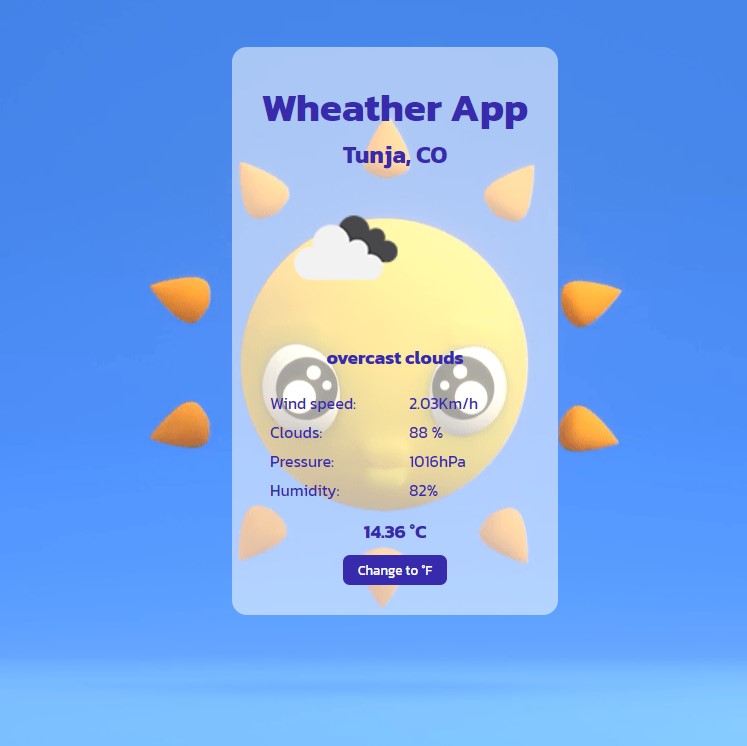 Wheather App
Tunja, CO
overcast clouds
Wind speed: 2.03Km/h
Clouds: 88 %
Pressure: 1016hPa
Humidity: 82%
14.36 °C
Change to °F